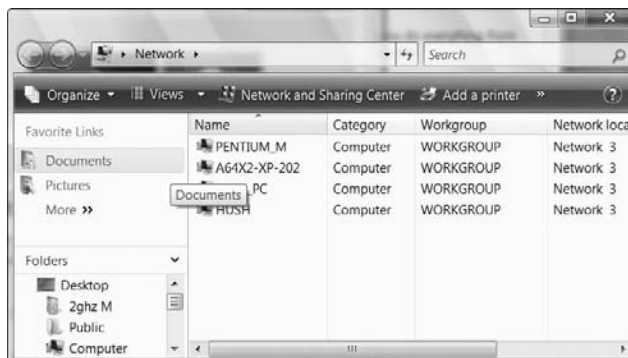 Network
Search
Organize Views Network and Sharing Center Add a printer »
Favorite Links
Documents
Pictures
More »
Folders
Desktop
2ghz M
Public
Computer
Name Category Workgroup Network loca
PENTIUM_M Computer WORKGROUP Network 3
A64X2-XP-202 Computer WORKGROUP Network 3
_PC Computer WORKGROUP Network 3
HUSH Computer WORKGROUP Network 3
Documents